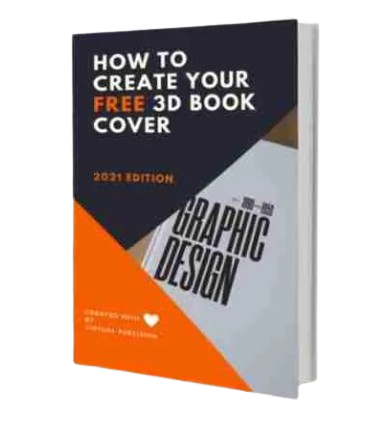 HOW TO
CREATE YOUR
FREE 3D BOOK
COVER
2021 EDITION
GRAPHIC
DESIGN
CREATED WITH
BY